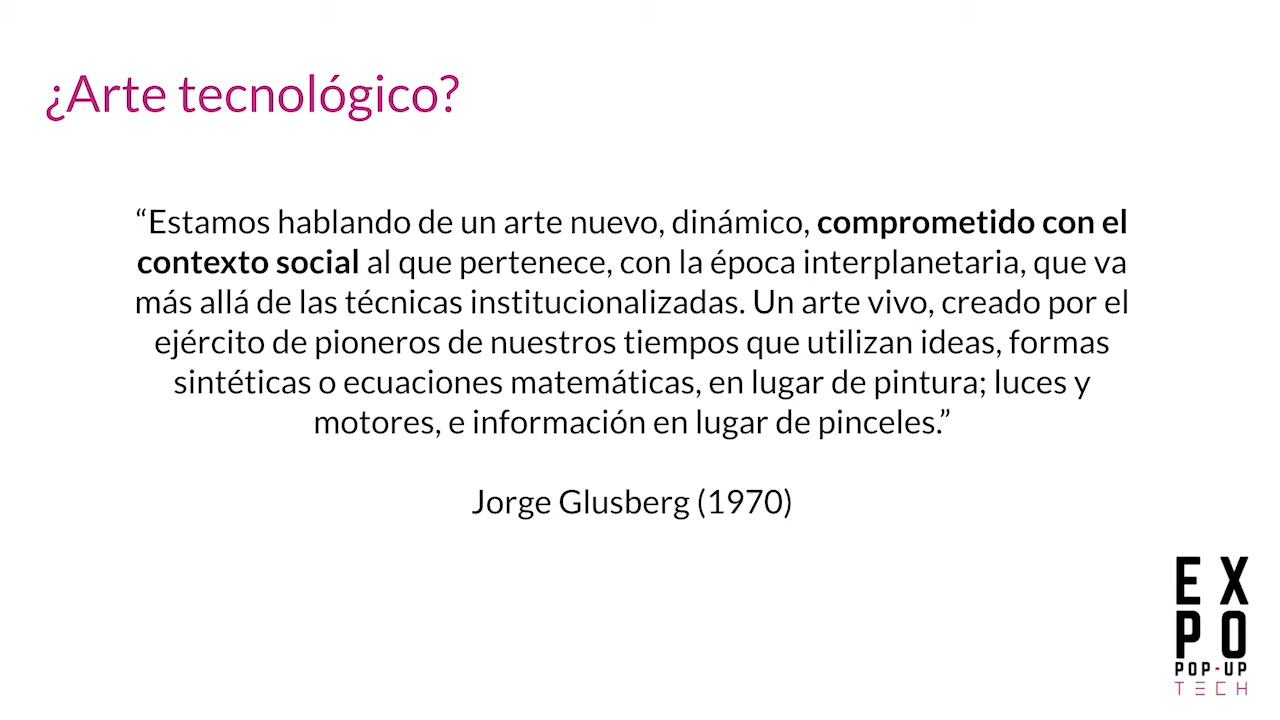 ¿Arte tecnológico?
“Estamos hablando de un arte nuevo, dinámico, comprometido con el
contexto social al que pertenece, con la época interplanetaria, que va
más allá de las técnicas institucionalizadas. Un arte vivo, creado por el
ejército de pioneros de nuestros tiempos que utilizan ideas, formas
sintéticas o ecuaciones matemáticas, en lugar de pintura; luces y
motores, e información en lugar de pinceles.”
Jorge Glusberg (1970)
EX
PO
POP-UP
TECH